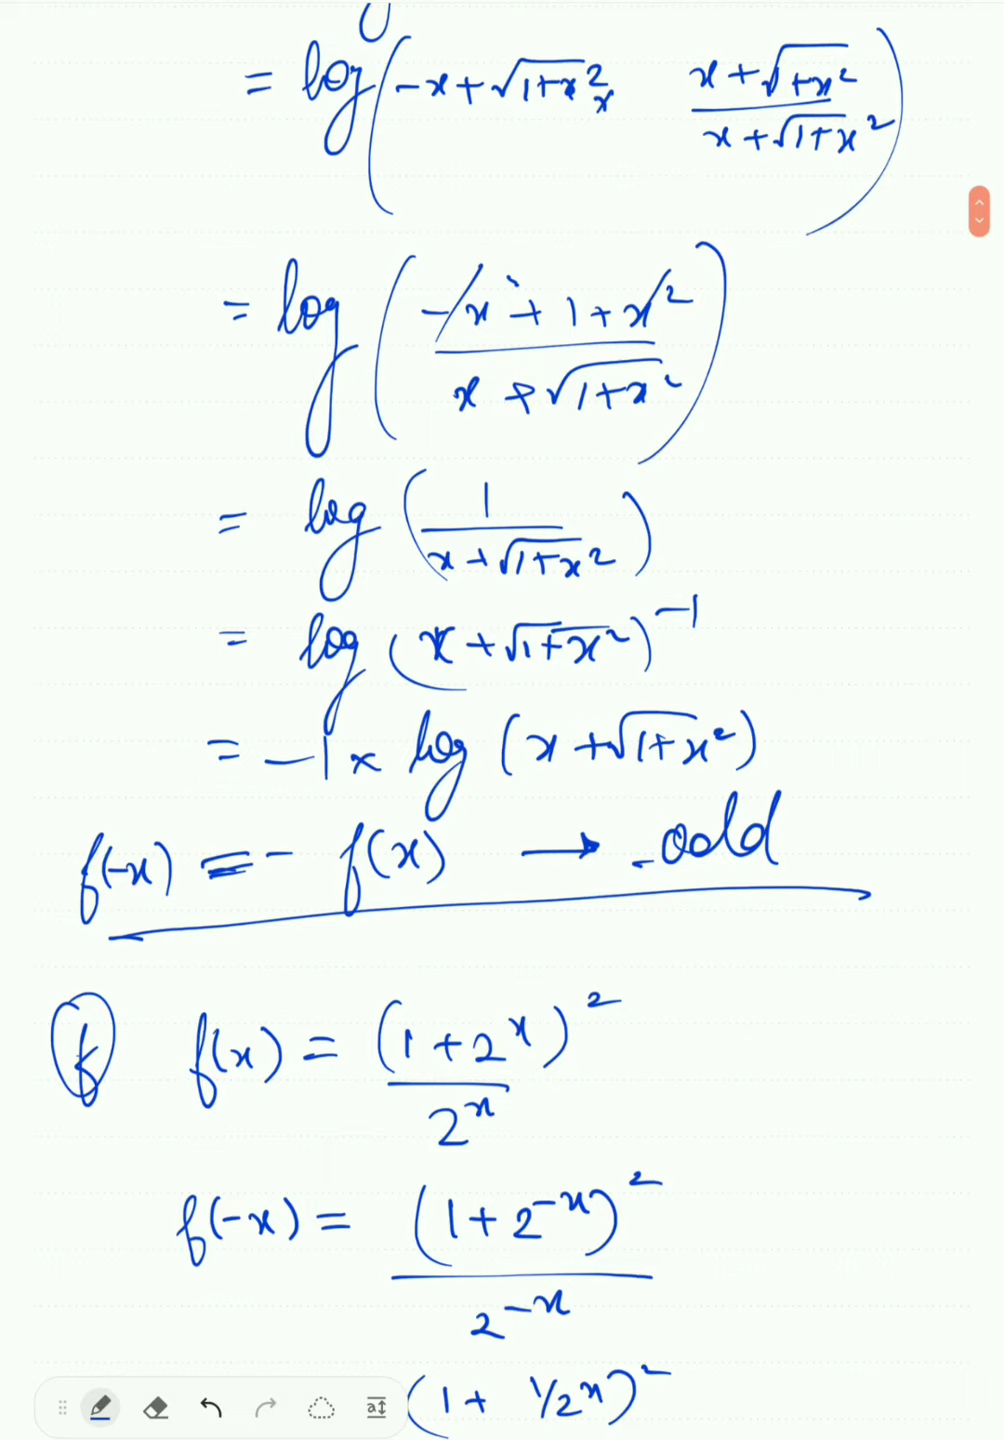 = log (-x + √1+x² × x + √1+x² / x + √1+x²)
= log (-x² + 1 + x² / x + √1+x²)
= log (1 / x + √1+x²)
= log (x + √1+x²)⁻¹
= -1 × log (x + √1+x²)
f(-x) = - f(x) → odd
f f(x) = (1 + 2ˣ)² / 2ˣ
f(-x) = (1 + 2⁻ˣ)² / 2⁻ˣ
(1 + 1/2ˣ)²